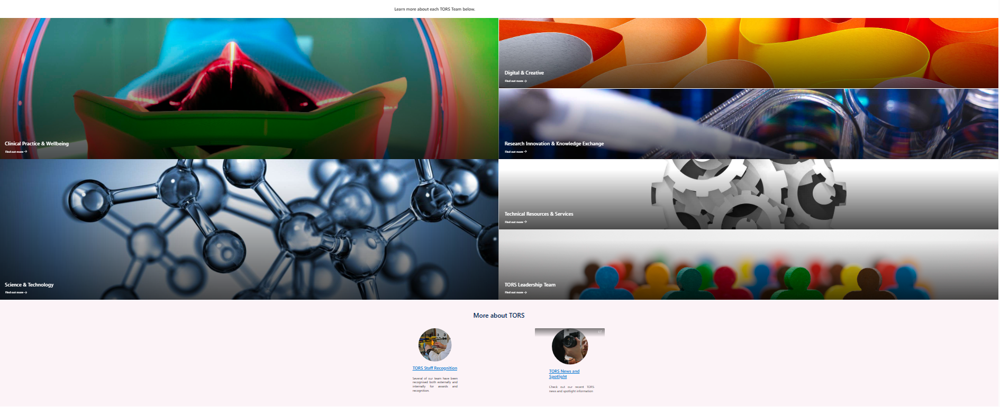 Learn more about each TORS Team below.
Clinical Practice & Wellbeing
Find out more →
Digital & Creative
Find out more →
Research Innovation & Knowledge Exchange
Find out more →
Science & Technology
Find out more →
Technical Resources & Services
Find out more →
TORS Leadership Team
Find out more →
More about TORS
TORS Staff Recognition
Several of our team have been
recognised both externally and
internally for awards and
recognition.
TORS News and
Spotlight
Check out our recent TORS
news and spotlight information